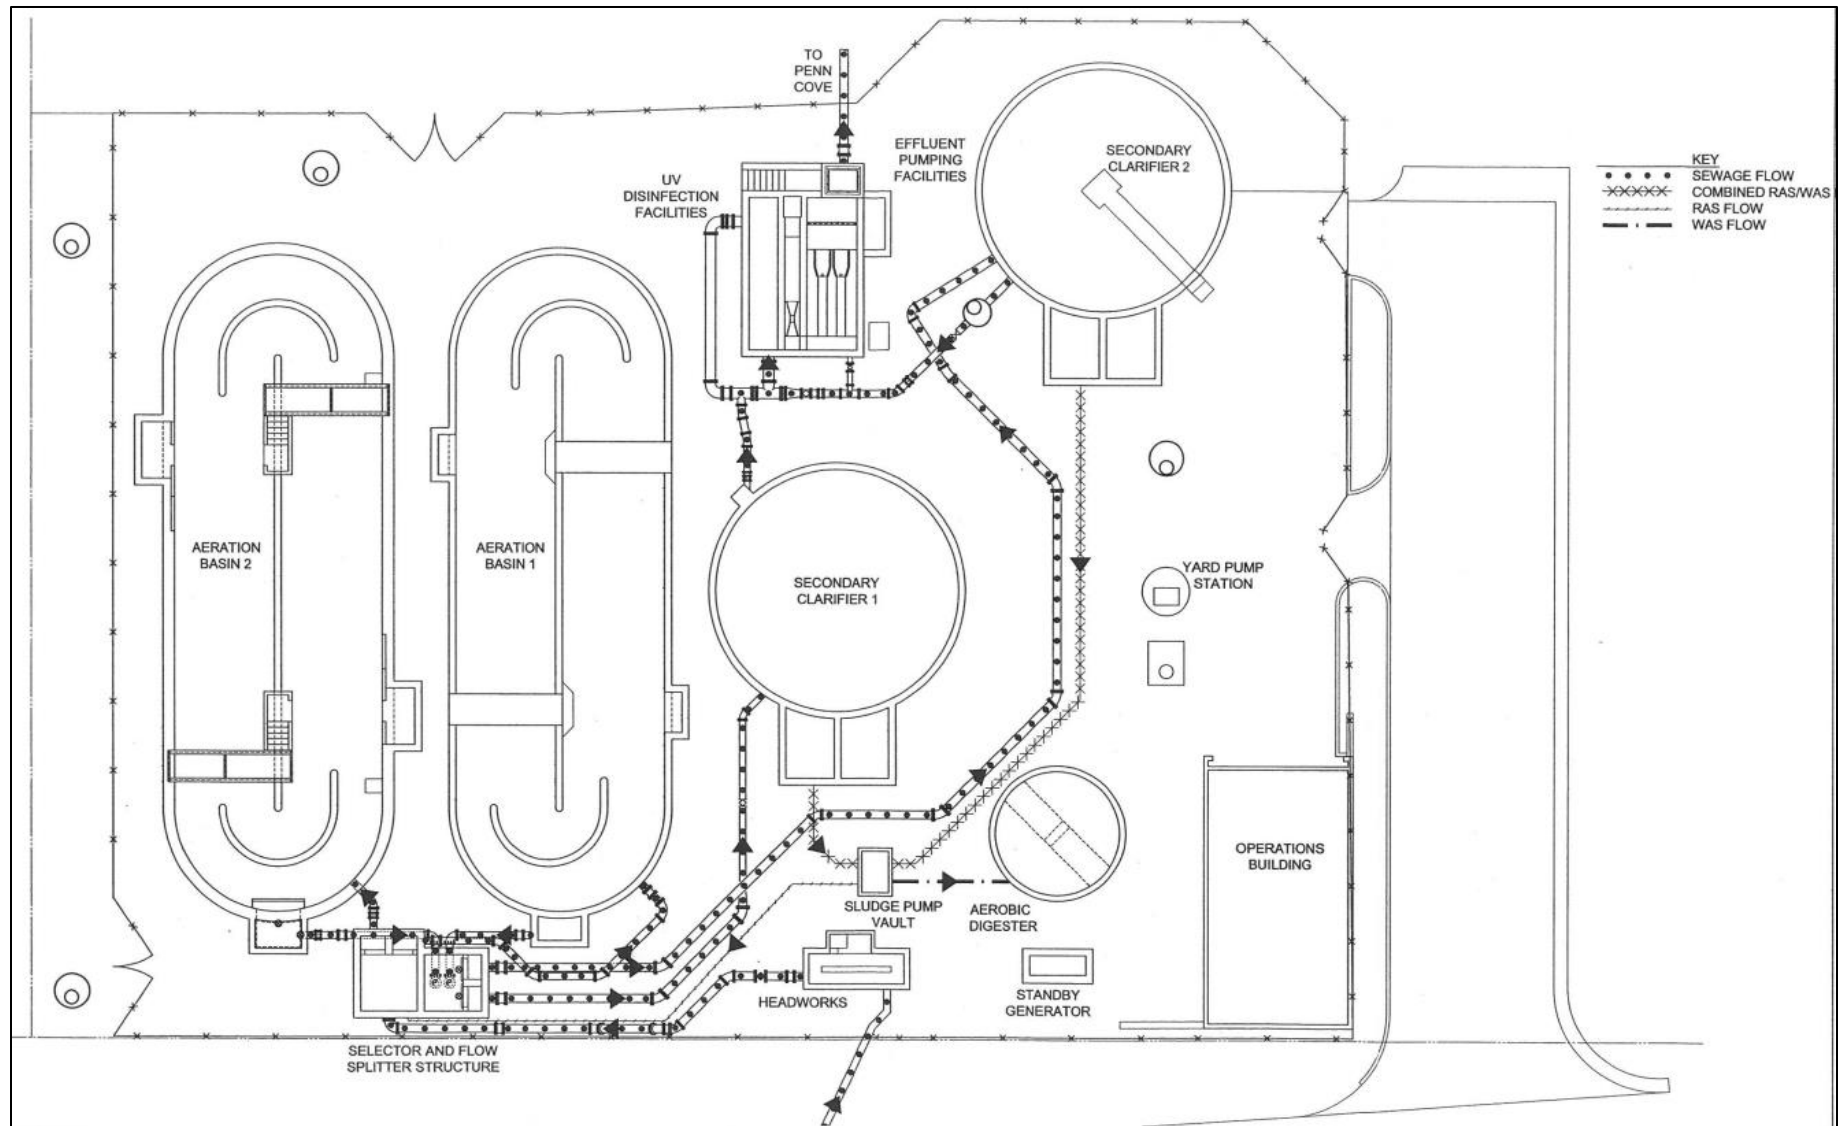 TO
PENN
COVE
EFFLUENT
PUMPING
FACILITIES
SECONDARY
CLARIFIER 2
UV
DISINFECTION
FACILITIES
KEY
SEWAGE FLOW
COMBINED RAS/WAS
RAS FLOW
WAS FLOW
AERATION
BASIN 2
AERATION
BASIN 1
SECONDARY
CLARIFIER 1
YARD PUMP
STATION
OPERATIONS
BUILDING
SLUDGE PUMP
VAULT
AEROBIC
DIGESTER
HEADWORKS
STANDBY
GENERATOR
SELECTOR AND FLOW
SPLITTER STRUCTURE